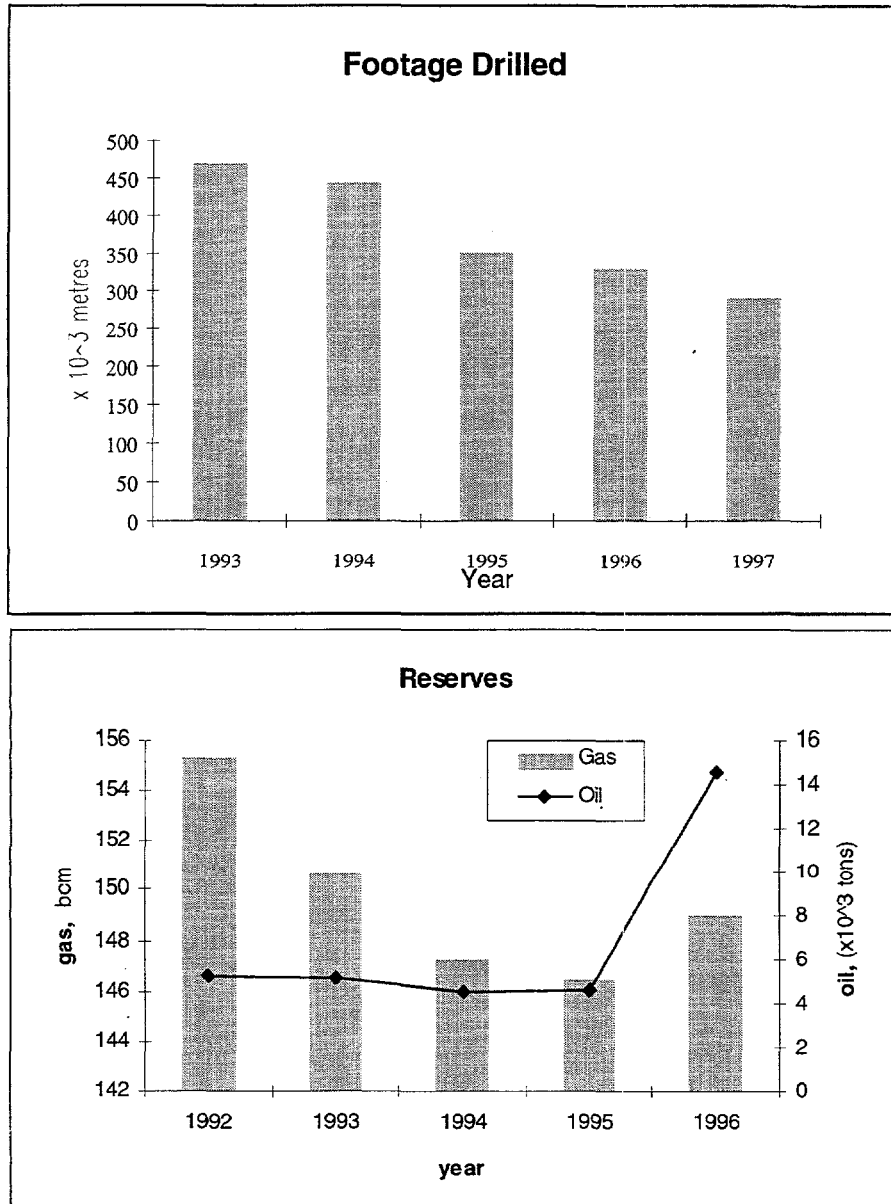 Footage Drilled
x 10~3 metres
500
450
400
350
300
250
200
150
100
50
0
1993 1994 1995 1996 1997
Year
Reserves
gas, bcm
156
154
152
150
148
146
144
142
Gas
Oil
16
14
12
10
8
6
4
2
0
oil, (x10^3 tons)
1992 1993 1994 1995 1996
year